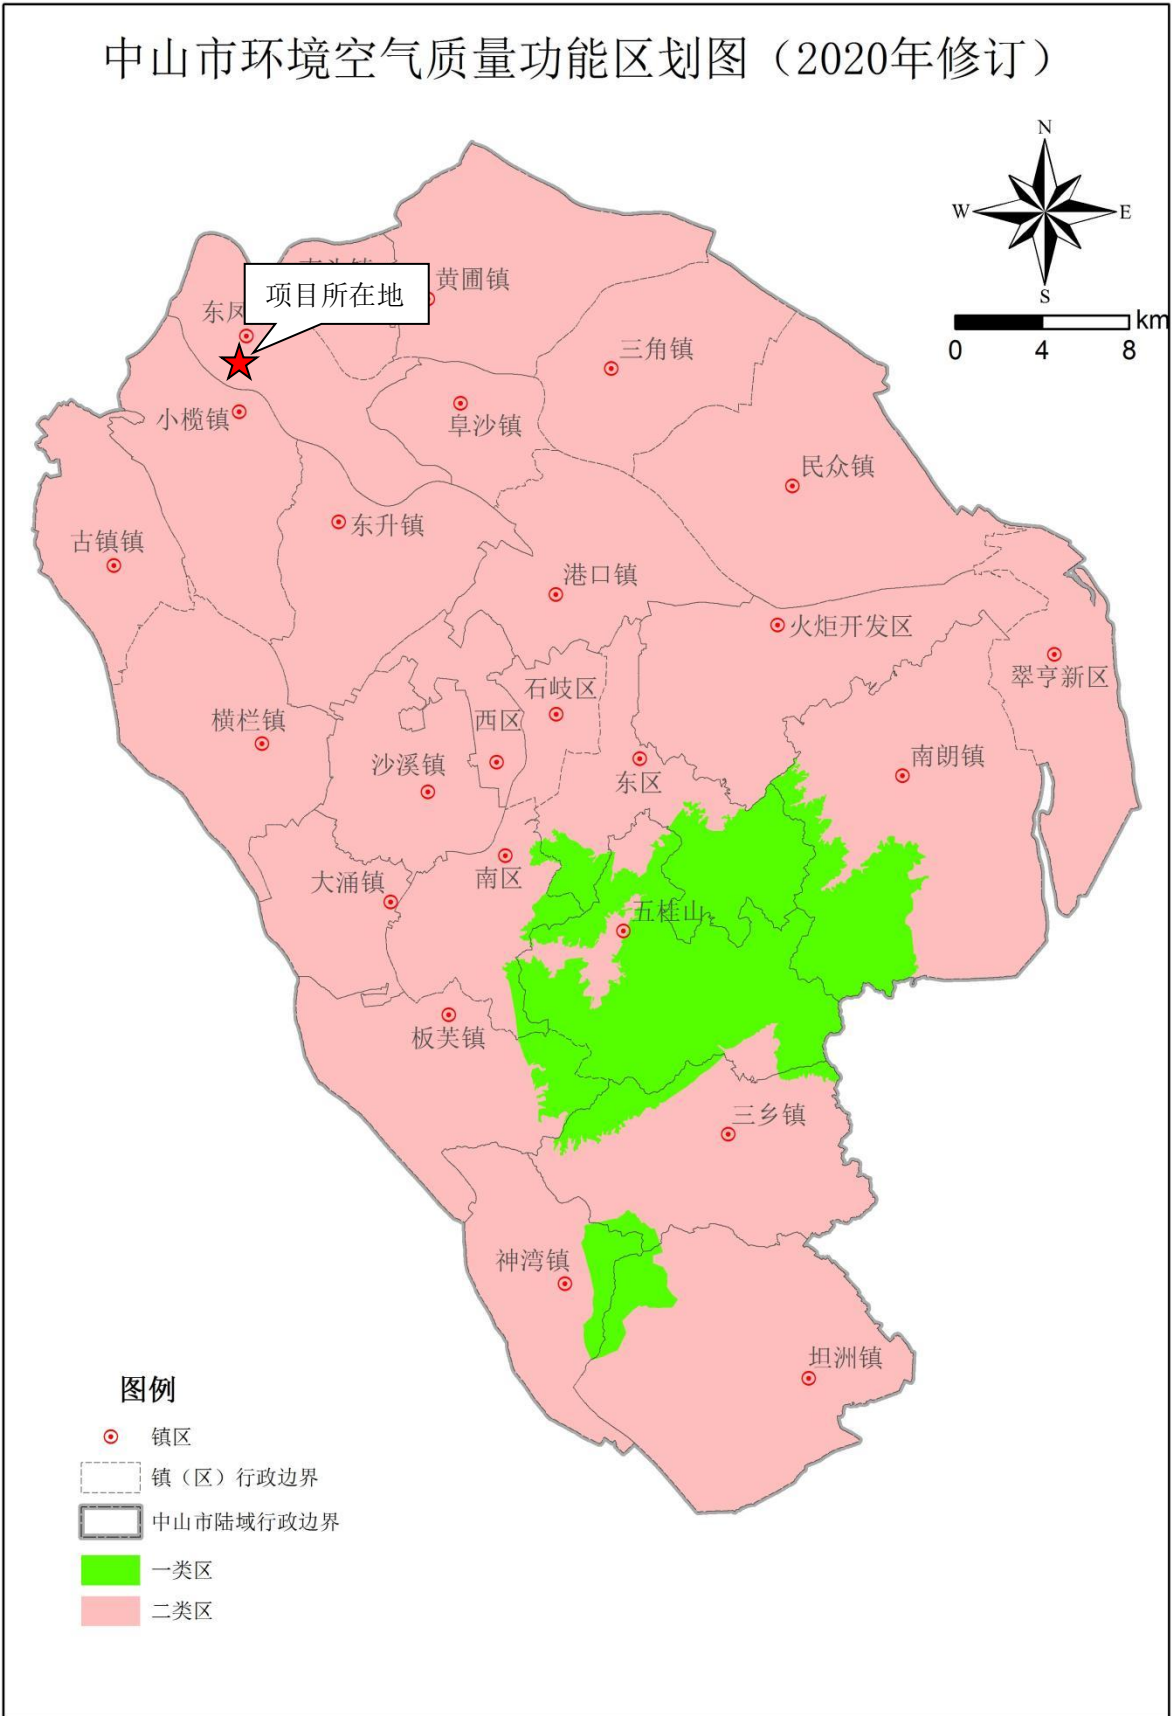 中山市环境空气质量功能区划图（2020年修订）
N
W
E
S
km
0 4 8
黄圃镇
项目所在地
东凤
三角镇
小榄镇
阜沙镇
民众镇
东升镇
古镇镇
港口镇
火炬开发区
翠亨新区
石岐区
横栏镇
西区
南朗镇
沙溪镇
东区
南区
大涌镇
五桂山
板芙镇
三乡镇
神湾镇
坦洲镇
图例
镇区
镇（区）行政边界
中山市陆域行政边界
一类区
二类区